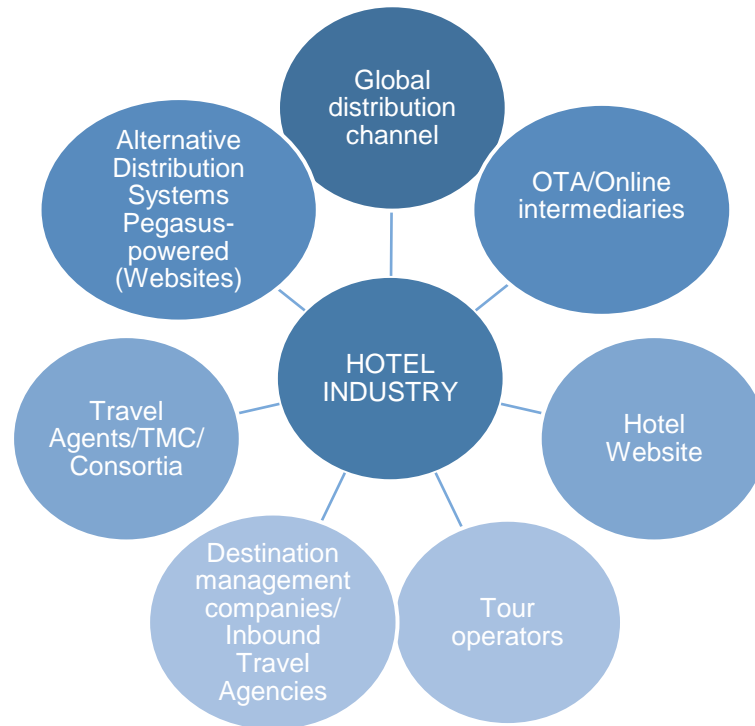 Global
distribution
channel
OTA/Online
intermediaries
Hotel
Website
Tour
operators
Destination
management
companies/
Inbound
Travel
Agencies
Travel
Agents/TMC/
Consortia
Alternative
Distribution
Systems
Pegasus-
powered
(Websites)
HOTEL
INDUSTRY